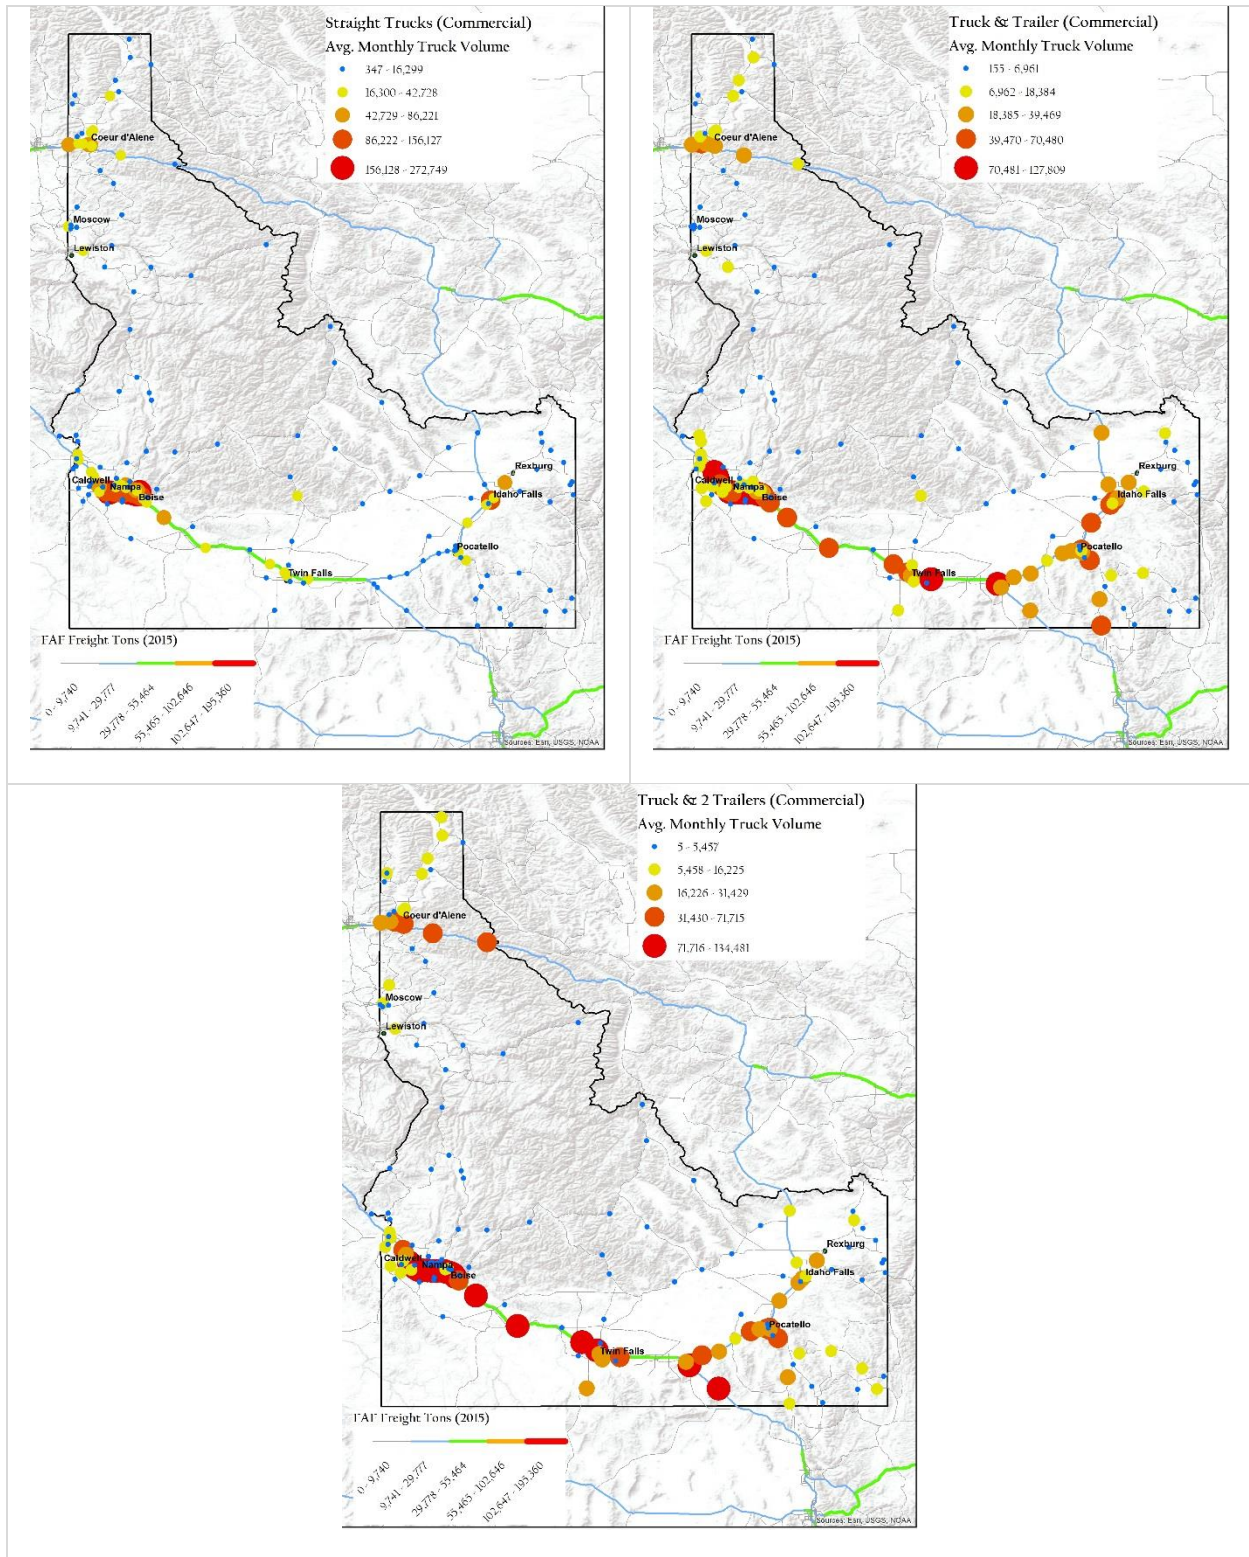 Straight Trucks (Commercial)
Avg. Monthly Truck Volume
347 - 16,299
16,300 - 42,728
42,729 - 86,221
86,222 - 156,127
156,128 - 272,749
Coeur d'Alene
Moscow
Lewiston
Rexburg
Caldwell
Nampa
Boise
Idaho Falls
Pocatello
Twin Falls
FAF Freight Tons (2015)
0 - 9,740
9,741 - 29,777
29,778 - 55,464
55,465 - 102,646
102,647 - 195,360
Sources: Esri, USGS, NOAA
Truck & Trailer (Commercial)
Avg. Monthly Truck Volume
155 - 6,961
6,962 - 18,384
18,385 - 39,469
39,470 - 70,480
70,481 - 127,809
Coeur d'Alene
Moscow
Lewiston
Rexburg
Caldwell
Nampa
Boise
Idaho Falls
Pocatello
Twin Falls
FAF Freight Tons (2015)
0 - 9,740
9,741 - 29,777
29,778 - 55,464
55,465 - 102,646
102,647 - 195,360
Sources: Esri, USGS, NOAA
Truck & 2 Trailers (Commercial)
Avg. Monthly Truck Volume
5 - 5,457
5,458 - 16,225
16,226 - 31,429
31,430 - 71,715
71,716 - 134,481
Coeur d'Alene
Moscow
Lewiston
Rexburg
Caldwell
Nampa
Boise
Idaho Falls
Pocatello
Twin Falls
FAF Freight Tons (2015)
0 - 9,740
9,741 - 29,777
29,778 - 55,464
55,465 - 102,646
102,647 - 195,360
Sources: Esri, USGS, NOAA